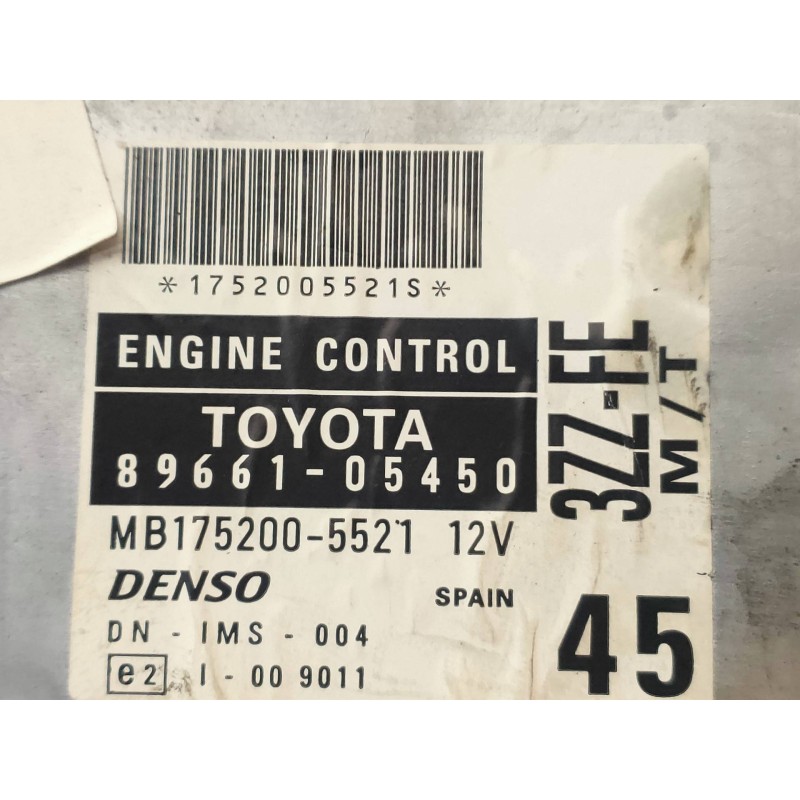 *1752005521S*
ENGINE CONTROL
TOYOTA
89661-05450
3ZZ-FE
M/T
MB175200-5521 12V
DENSO SPAIN
DN - IMS - 004
e2 I - 00 9011
45